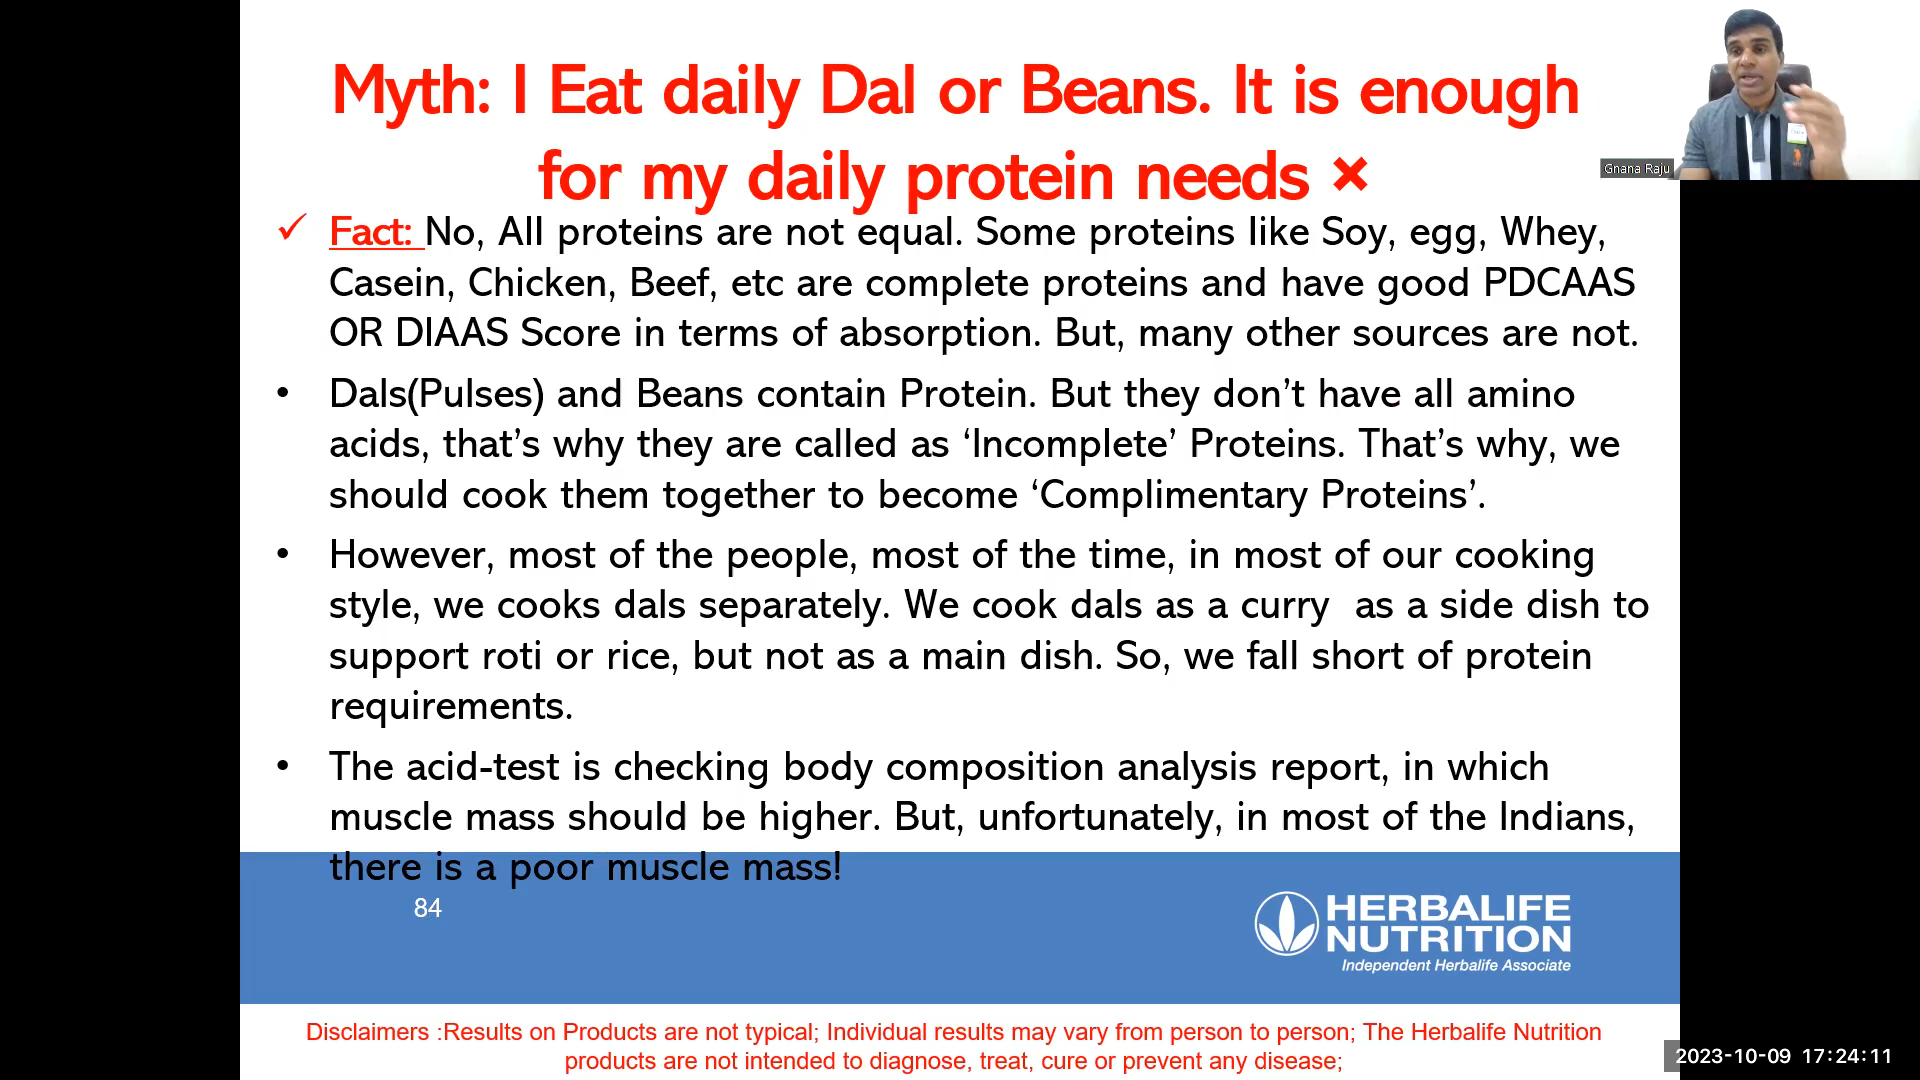 Myth: I Eat daily Dal or Beans. It is enough
for my daily protein needs ×
✓ Fact: No, All proteins are not equal. Some proteins like Soy, egg, Whey,
Casein, Chicken, Beef, etc are complete proteins and have good PDCAAS
OR DIAAS Score in terms of absorption. But, many other sources are not.
• Dals(Pulses) and Beans contain Protein. But they don’t have all amino
acids, that’s why they are called as ‘Incomplete’ Proteins. That’s why, we
should cook them together to become ‘Complimentary Proteins’.
• However, most of the people, most of the time, in most of our cooking
style, we cooks dals separately. We cook dals as a curry as a side dish to
support roti or rice, but not as a main dish. So, we fall short of protein
requirements.
• The acid-test is checking body composition analysis report, in which
muscle mass should be higher. But, unfortunately, in most of the Indians,
there is a poor muscle mass!
84
HERBALIFE
NUTRITION
Independent Herbalife Associate
Disclaimers :Results on Products are not typical; Individual results may vary from person to person; The Herbalife Nutrition
products are not intended to diagnose, treat, cure or prevent any disease;
Gnana Raju
2023-10-09 17:24:11